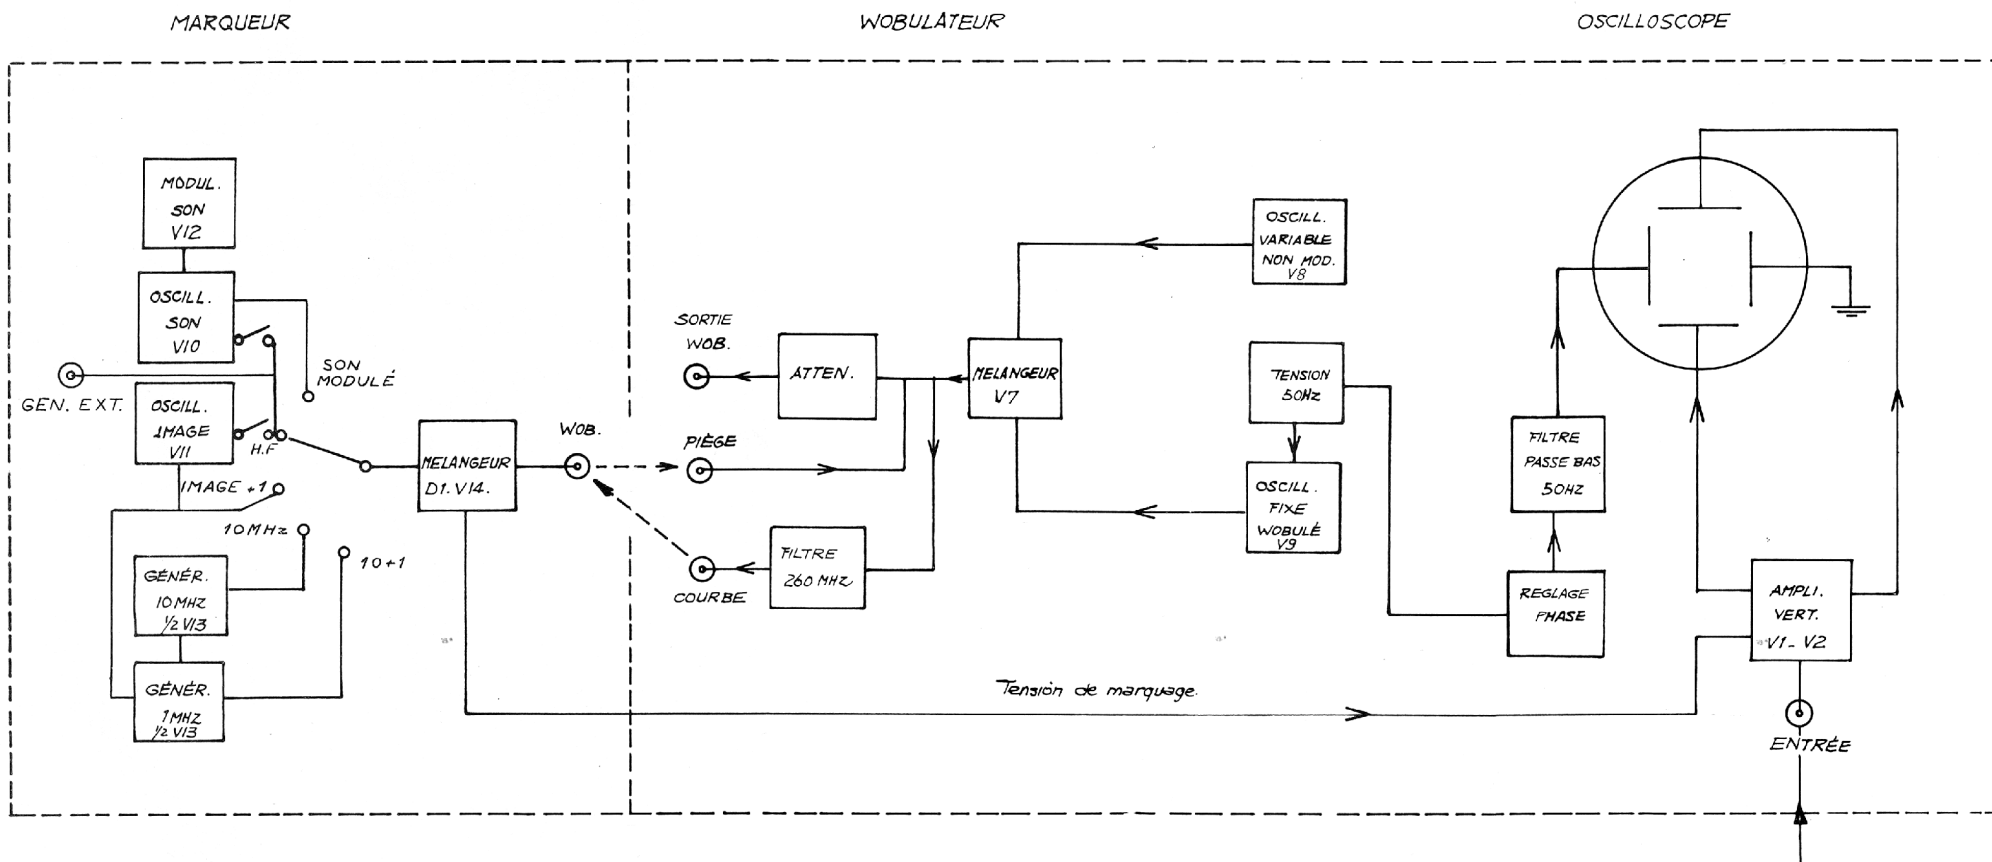 MARQUEUR
WOBULATEUR
OSCILLOSCOPE
MODUL.
SON
V12
OSCILL.
SON
V10
GEN. EXT.
SON
MODULÉ
OSCILL.
IMAGE
V11
H.F
IMAGE +1
10 MHz
10+1
GÉNÉR.
10 MHZ
1/2 V13
GÉNÉR.
1 MHZ
1/2 V13
MELANGEUR
D1. V14.
WOB.
SORTIE
WOB.
ATTEN.
PIÈGE
COURBE
FILTRE
260 MHz
MELANGEUR
V7
OSCILL.
VARIABLE
NON MOD.
V8
TENSION
50Hz
OSCILL.
FIXE
WOBULÉ
V9
FILTRE
PASSE BAS
50HZ
REGLAGE
PHASE
AMPLI.
VERT.
V1- V2
Tension de marquage.
ENTRÉE